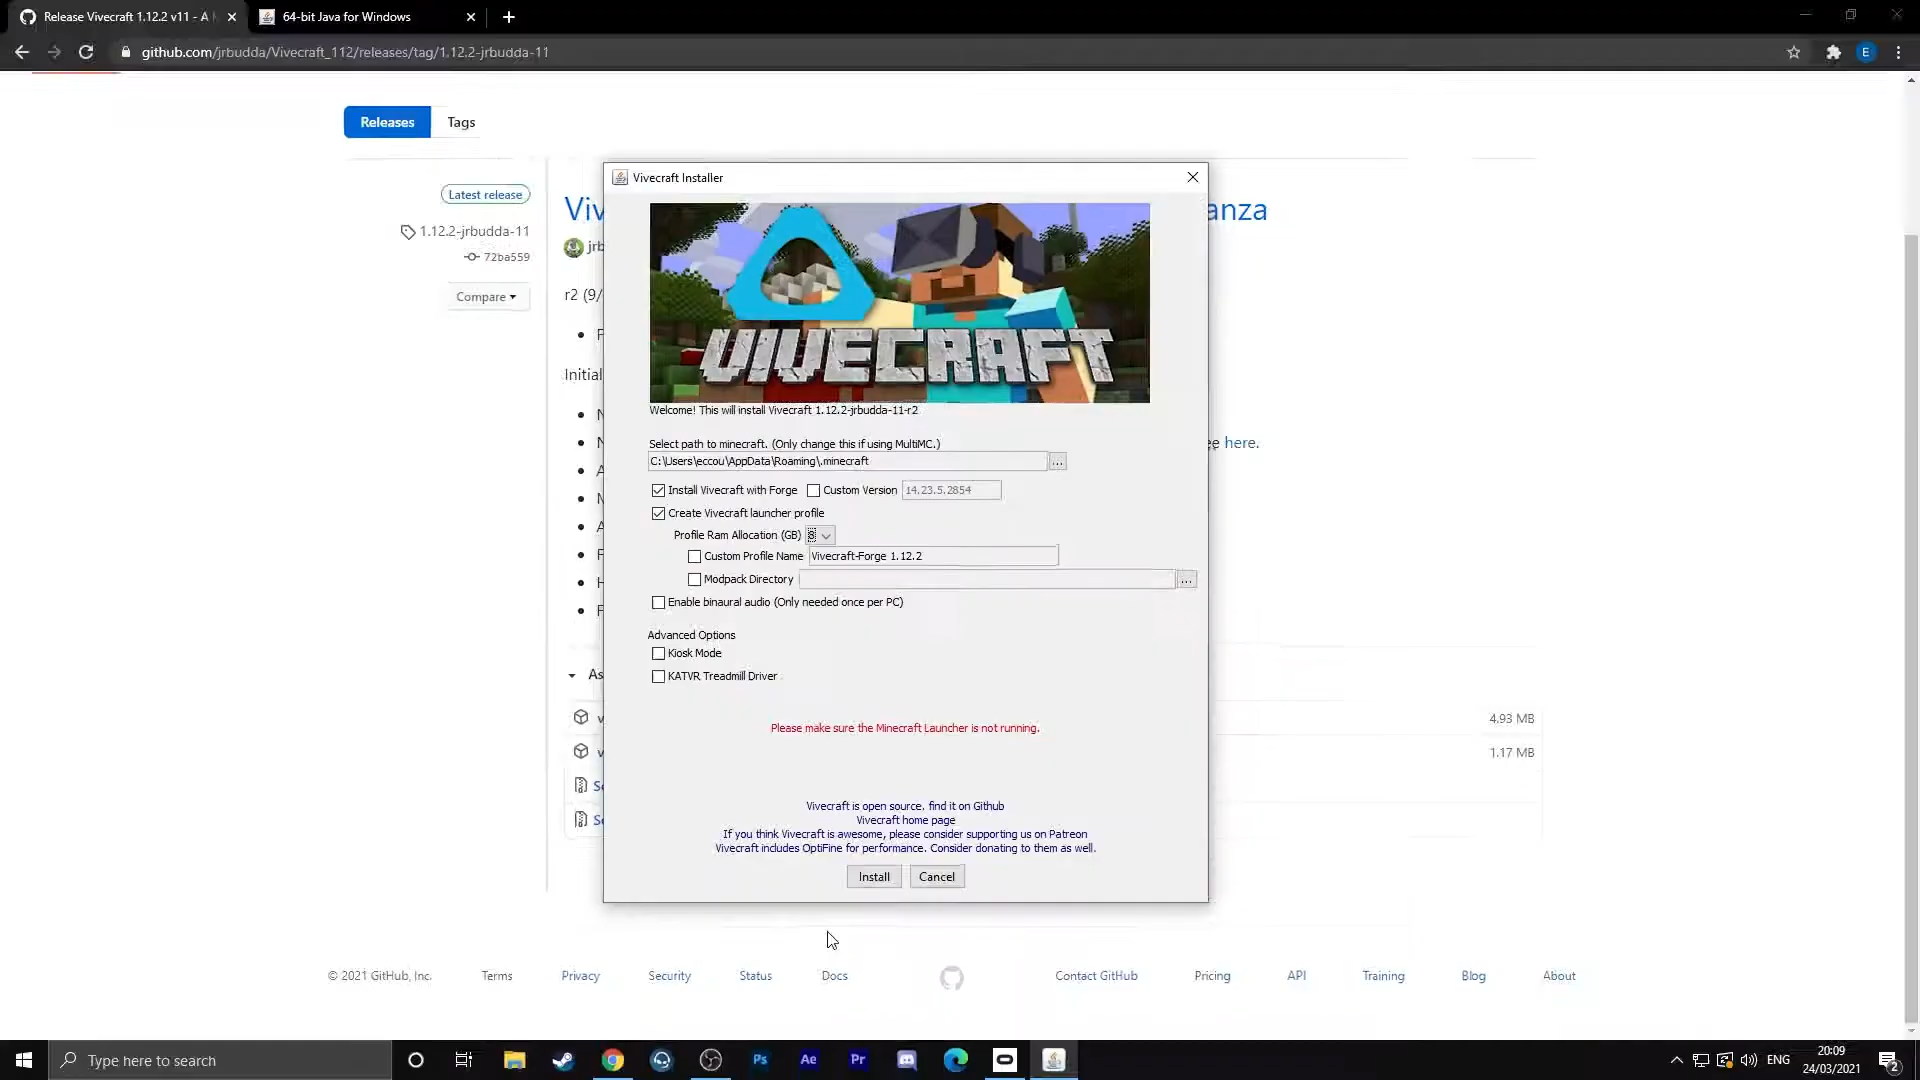 Release Vivecraft 1.12.2 v11 - A
64-bit Java for Windows
github.com/jrbudda/Vivecraft_112/releases/tag/1.12.2-jrbudda-11
E
Releases
Tags
Latest release
1.12.2-jrbudda-11
72ba559
Compare
Viv
anza
jrb
r2 (9/
Initial
here.
4.93 MB
1.17 MB
Vivecraft Installer
VIVECRAFT
Welcome! This will install Vivecraft 1.12.2-jrbudda-11-r2
Select path to minecraft. (Only change this if using MultiMC.)
C:\Users\eccou\AppData\Roaming\.minecraft
...
Install Vivecraft with Forge
Custom Version
14.23.5.2854
Create Vivecraft launcher profile
Profile Ram Allocation (GB)
Custom Profile Name
Vivecraft-Forge 1.12.2
Modpack Directory
...
Enable binaural audio (Only needed once per PC)
Advanced Options
Kiosk Mode
KATVR Treadmill Driver
Please make sure the Minecraft Launcher is not running.
Vivecraft is open source. find it on Github
Vivecraft home page
If you think Vivecraft is awesome, please consider supporting us on Patreon
Vivecraft includes OptiFine for performance. Consider donating to them as well.
Install
Cancel
© 2021 GitHub, Inc.
Terms
Privacy
Security
Status
Docs
Contact GitHub
Pricing
API
Training
Blog
About
Type here to search
Ps
Ae
Pr
ENG
20:09
24/03/2021
2